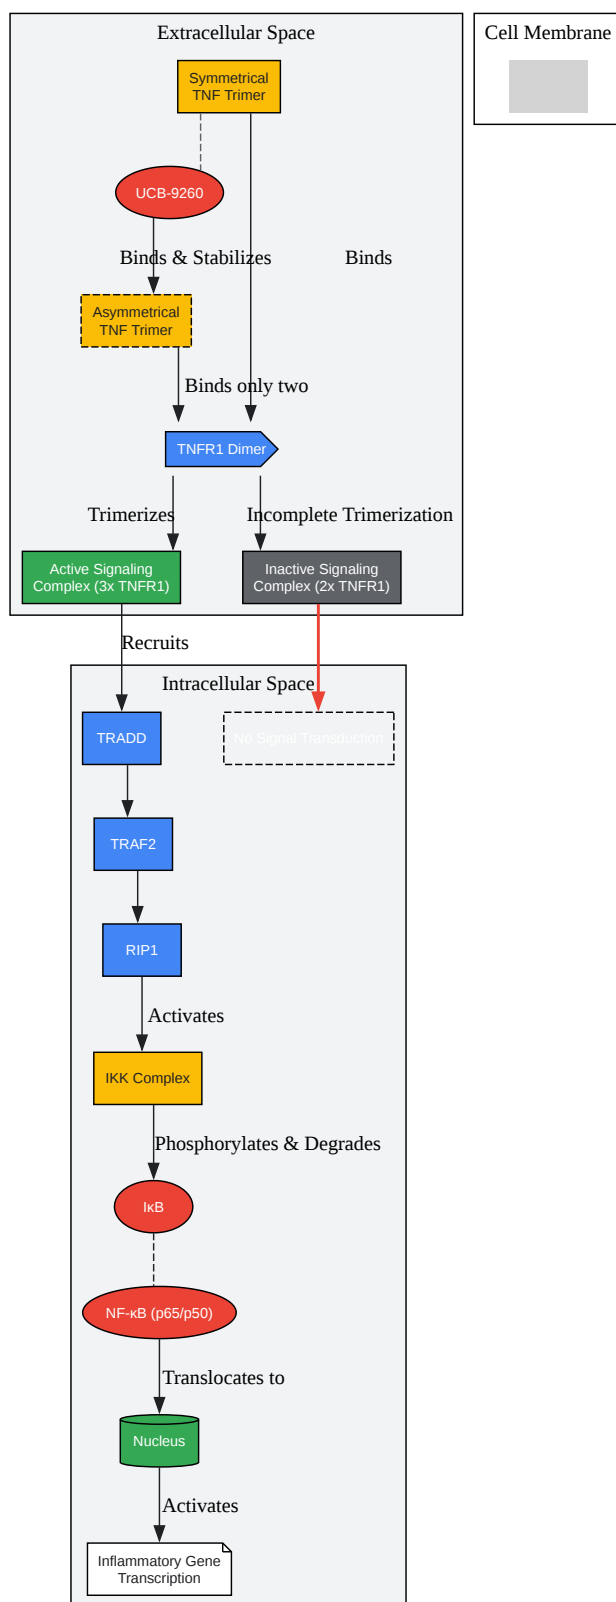 Extracellular Space
Cell Membrane
Symmetrical
TNF Trimer
UCB-9260
Binds & Stabilizes
Binds
Asymmetrical
TNF Trimer
Binds only two
TNFR1 Dimer
Trimerizes
Incomplete Trimerization
Active Signaling
Complex (3x TNFR1)
Inactive Signaling
Complex (2x TNFR1)
Recruits
Intracellular Space
TRADD
No Signal Transduction
TRAF2
RIP1
Activates
IKK Complex
Phosphorylates & Degrades
IκB
NF-κB (p65/p50)
Translocates to
Nucleus
Activates
Inflammatory Gene
Transcription